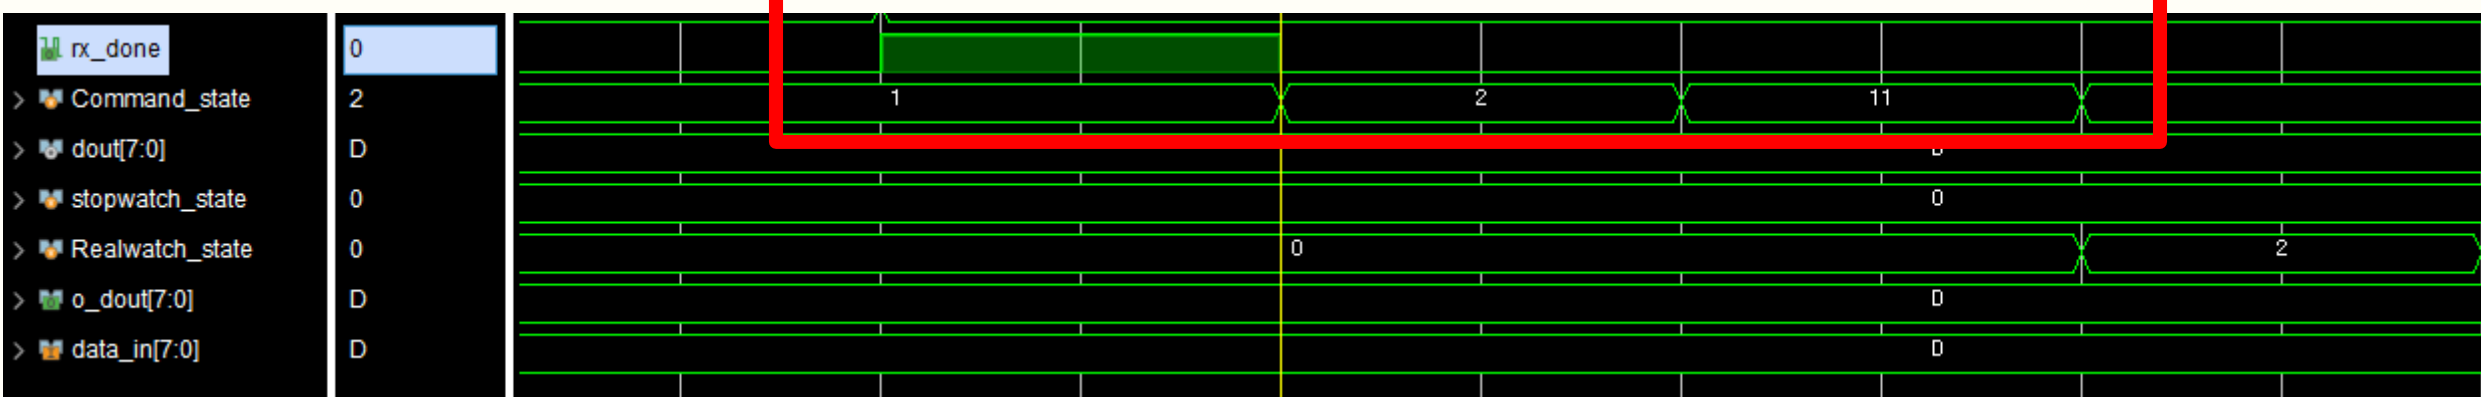 rx_done 0
Command_state 2 1 2 11
dout[7:0] D D
stopwatch_state 0 0
Realwatch_state 0 0 2
o_dout[7:0] D D
data_in[7:0] D D